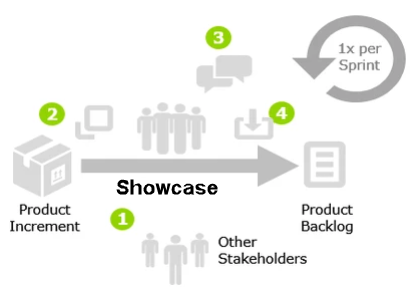 3
1x per
Sprint
2
4
Showcase
Product
Increment
Product
Backlog
1
Other
Stakeholders